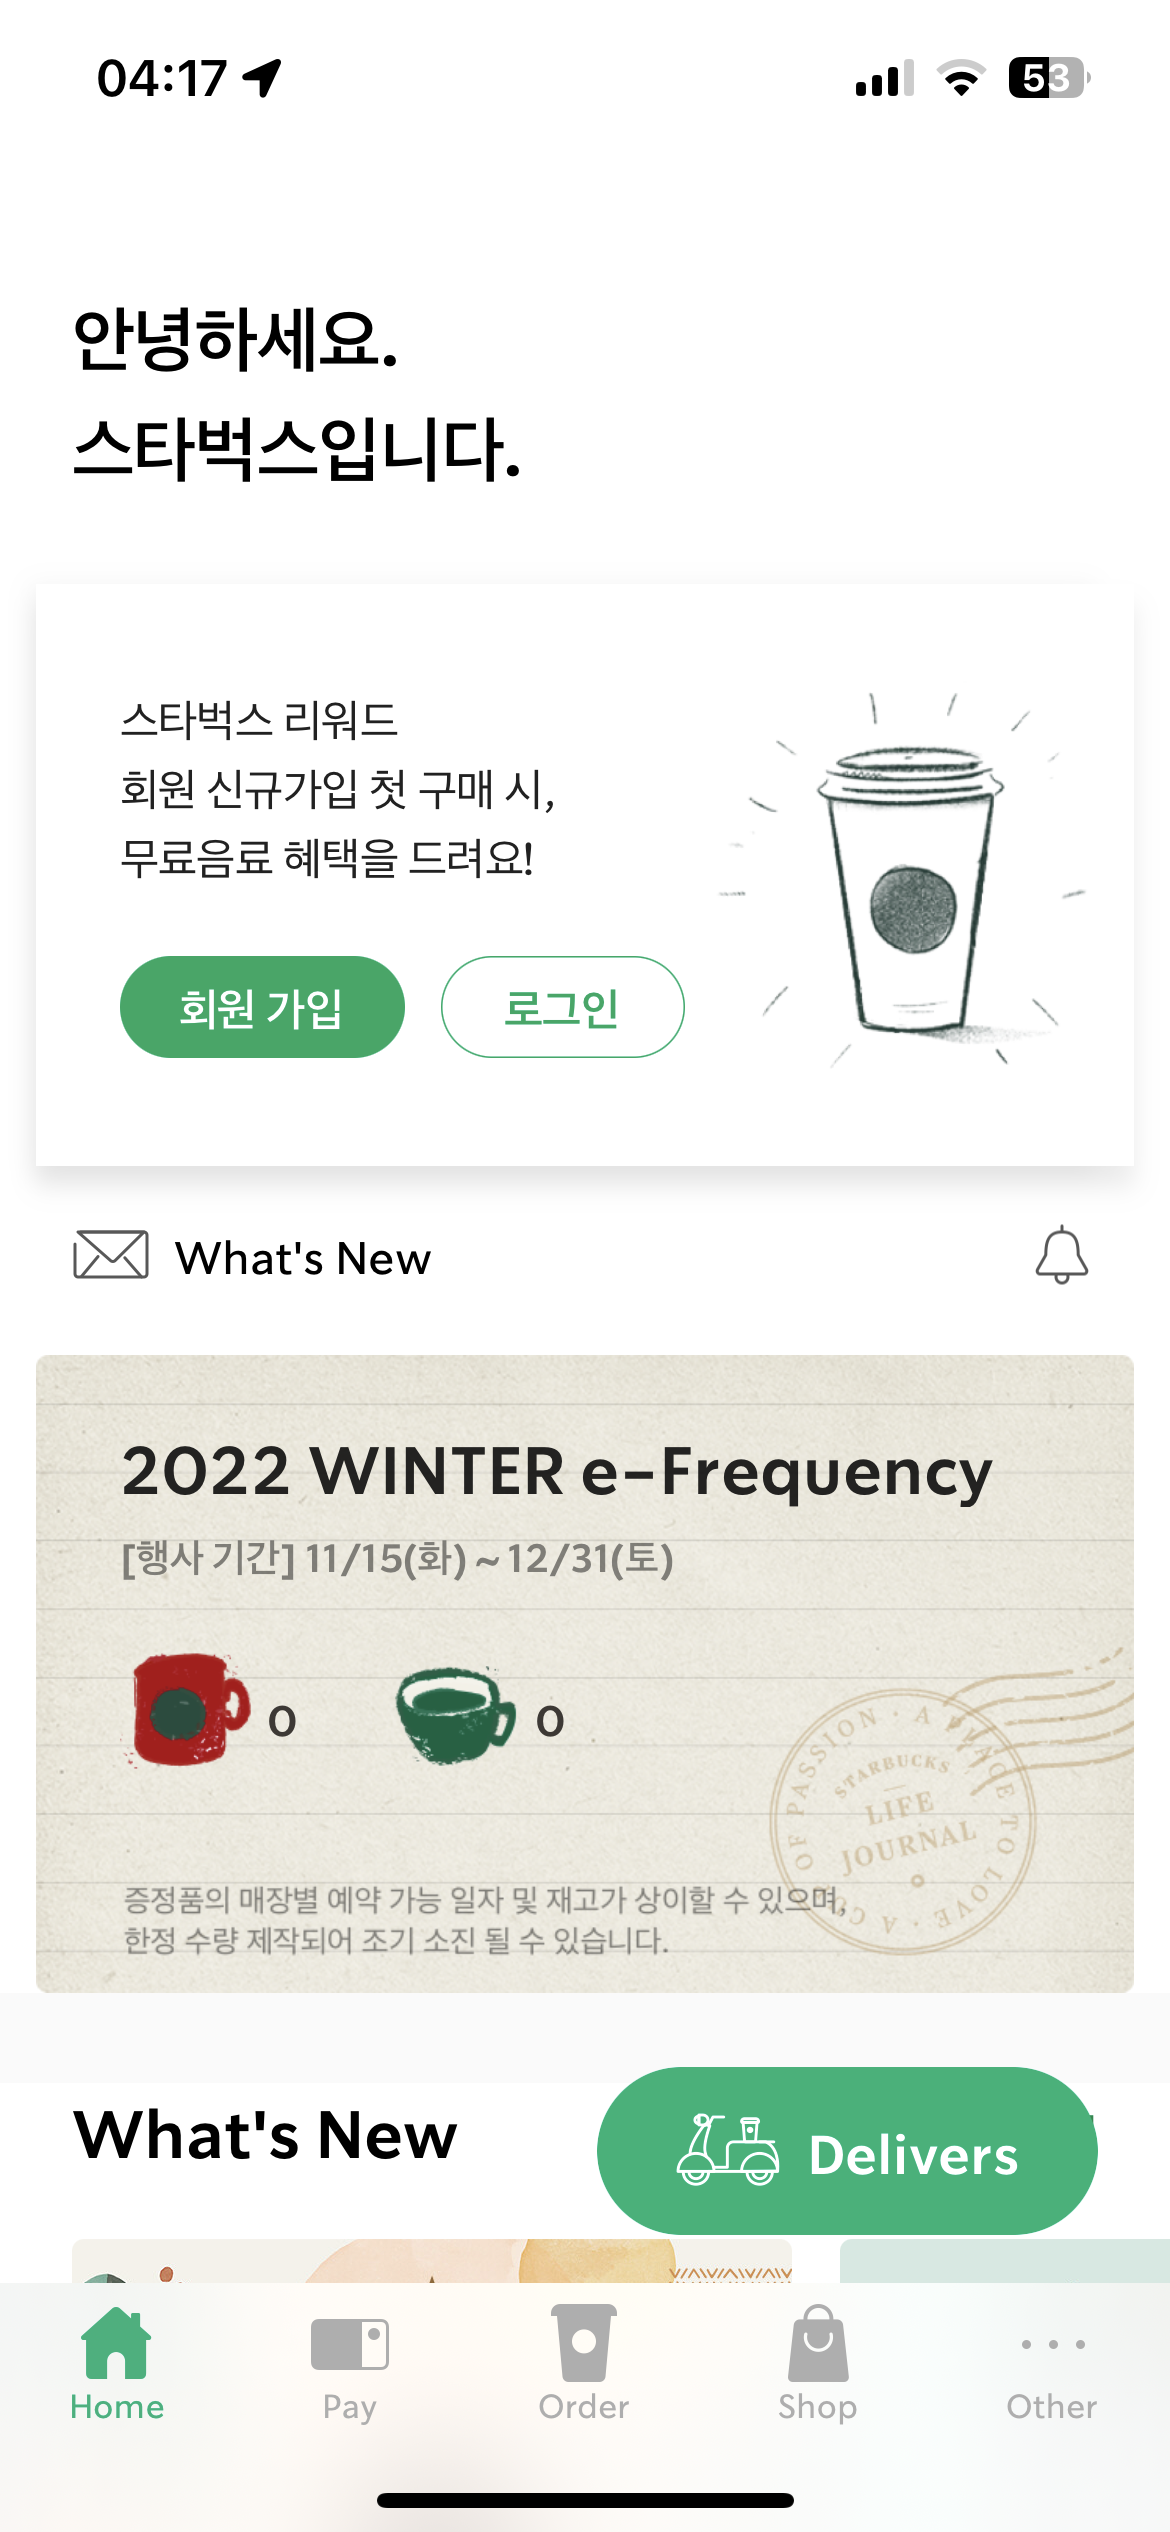 04:17
53
안녕하세요.
스타벅스입니다.
스타벅스 리워드
회원 신규가입 첫 구매 시,
무료음료 혜택을 드려요!
회원 가입
로그인
What's New
2022 WINTER e-Frequency
[행사 기간] 11/15(화) ~ 12/31(토)
0
0
STARBUCKS
LIFE
JOURNAL
OF PASSION · A PLACE TO LOVE · A CUP
증정품의 매장별 예약 가능 일자 및 재고가 상이할 수 있으며,
한정 수량 제작되어 조기 소진 될 수 있습니다.
What's New
Delivers
Home
Pay
Order
Shop
Other